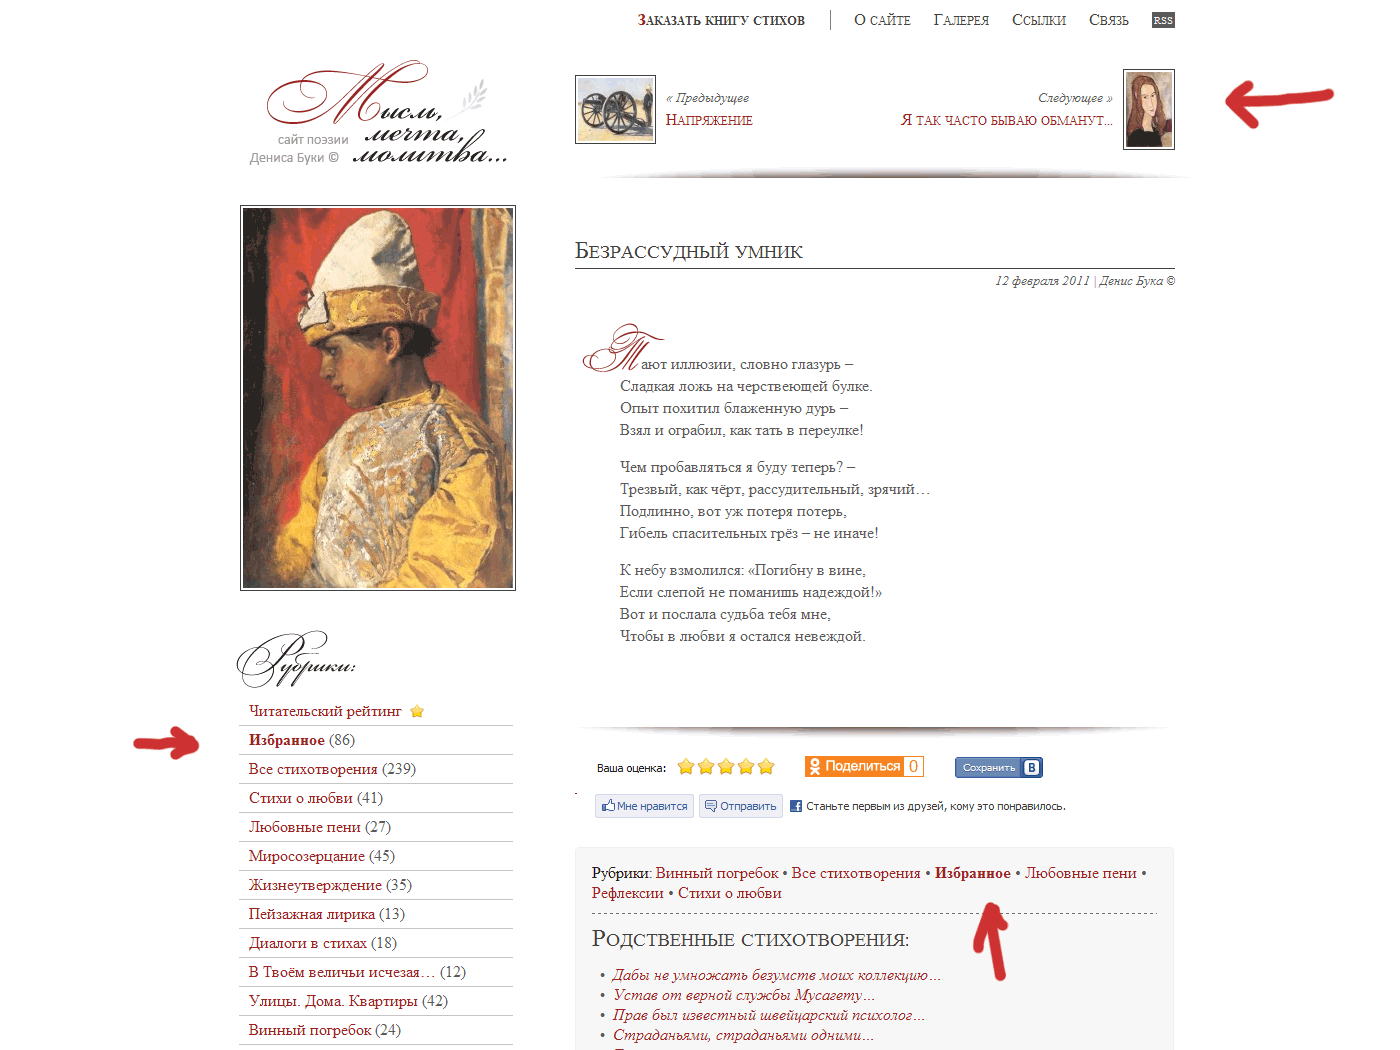 Заказать книгу стихов
О сайте Галерея Ссылки Связь RSS
Мысль,
мечта,
молитва...
сайт поэзии
Дениса Буки ©
« Предыдущее
Напряжение
Следующее »
Я так часто бываю обманут...
Безрассудный умник
12 февраля 2011 | Денис Бука ©
Тают иллюзии, словно глазурь –
Сладкая ложь на черствеющей булке.
Опыт похитил блаженную дурь –
Взял и ограбил, как тать в переулке!
Чем пробавляться я буду теперь? –
Трезвый, как чёрт, рассудительный, зрячий…
Подлинно, вот уж потеря потерь,
Гибель спасительных грёз – не иначе!
К небу взмолился: «Погибну в вине,
Если слепой не поманишь надеждой!»
Вот и послала судьба тебя мне,
Чтобы в любви я остался невеждой.
Рубрики:
Читательский рейтинг
Избранное (86)
Все стихотворения (239)
Стихи о любви (41)
Любовные пени (27)
Миросозерцание (45)
Жизнеутверждение (35)
Пейзажная лирика (13)
Диалоги в стихах (18)
В Твоём величьи исчезая… (12)
Улицы. Дома. Квартиры (42)
Винный погребок (24)
Ваша оценка:
Поделиться 0
Сохранить В
Мне нравится
Отправить
Станьте первым из друзей, кому это понравилось.
Рубрики: Винный погребок • Все стихотворения • Избранное • Любовные пени •
Рефлексии • Стихи о любви
Родственные стихотворения:
• Дабы не умножать безумств моих коллекцию…
• Устав от верной службы Мусагету…
• Прав был известный швейцарский психолог…
• Страданьями, страданьями одними…